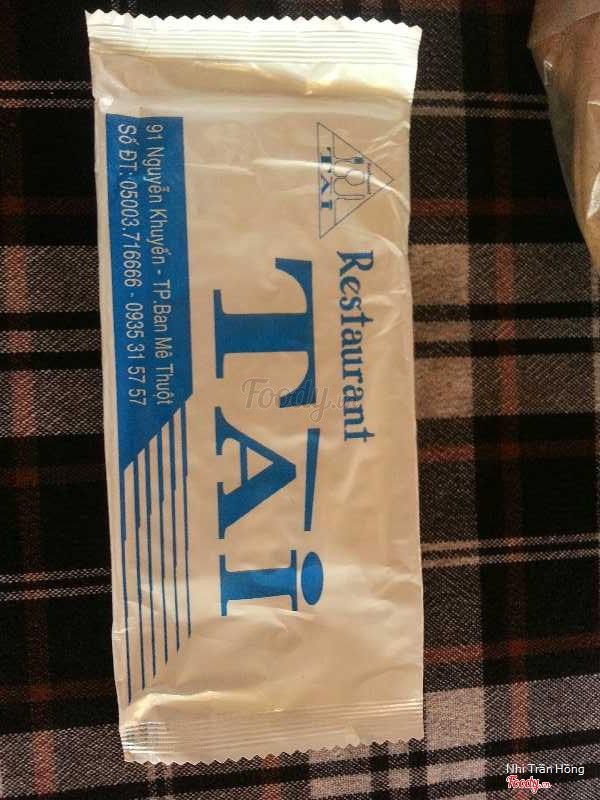 TÀI
Restaurant
TÀI
91 Nguyễn Khuyến - TP.Ban Mê Thuột
Số ĐT: 05003.716666 - 0935 31 57 57
Foody.vn
Nhi Trần Hồng
Foody.vn